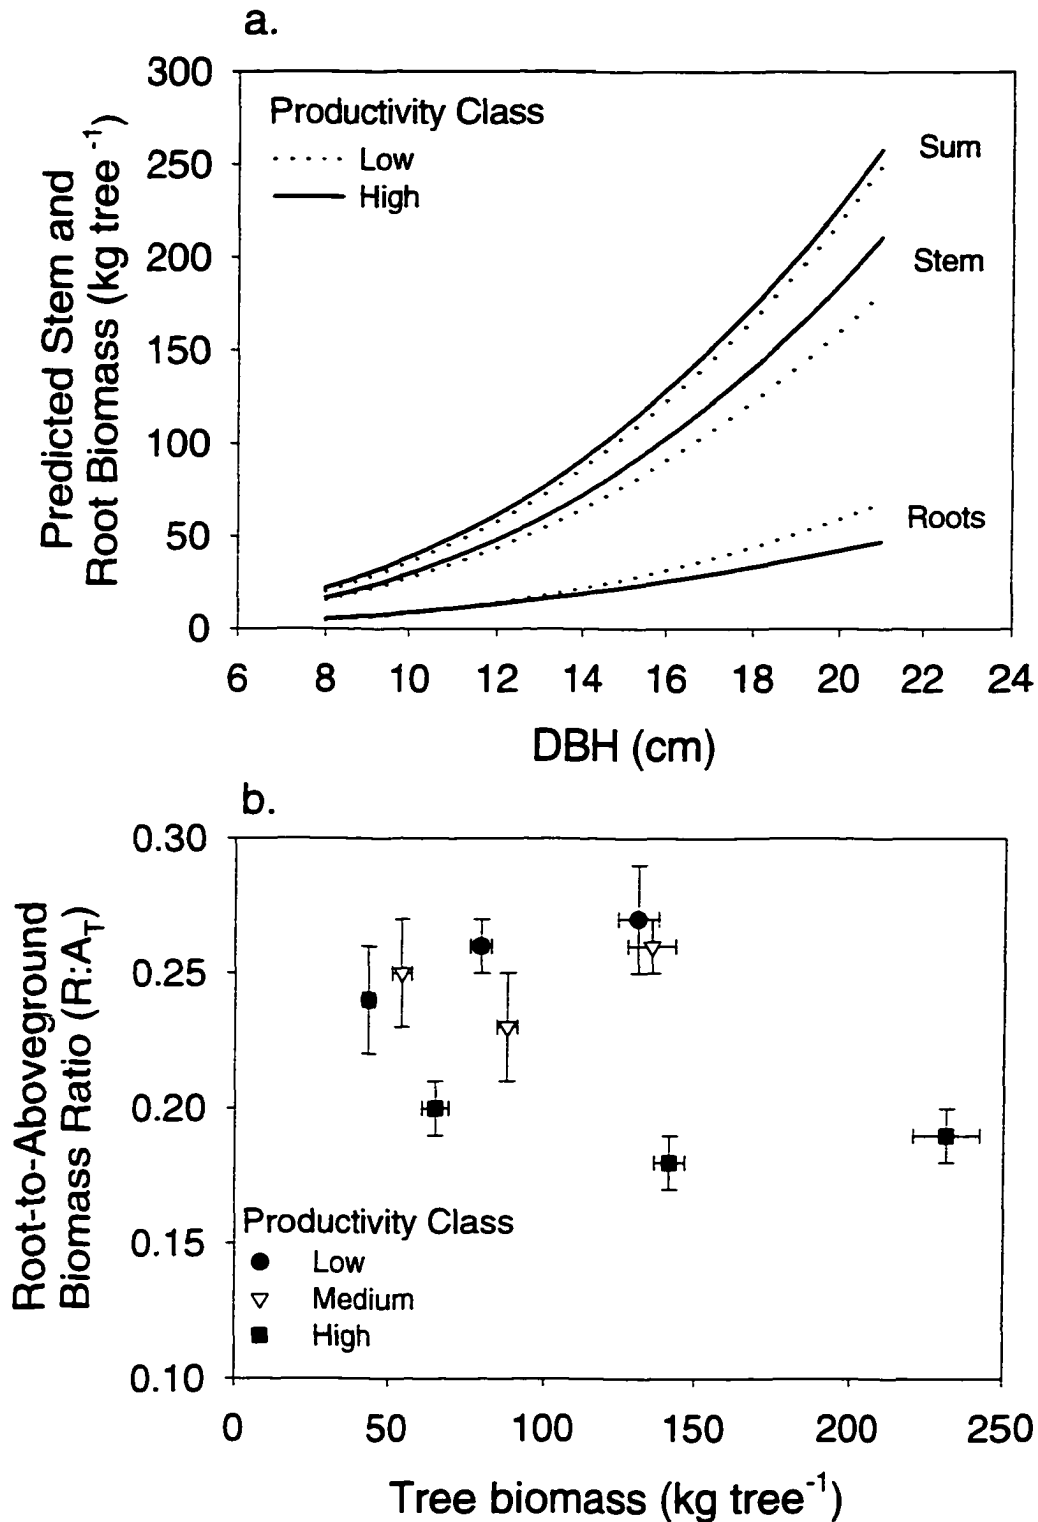 a.
Predicted Stem and
Root Biomass (kg tree⁻¹)
300
250
200
150
100
50
0
Productivity Class
Low
High
Sum
Stem
Roots
6 8 10 12 14 16 18 20 22 24
DBH (cm)
b.
Root-to-Aboveground
Biomass Ratio (R:A_T)
0.30
0.25
0.20
0.15
0.10
Productivity Class
Low
Medium
High
0 50 100 150 200 250
Tree biomass (kg tree⁻¹)